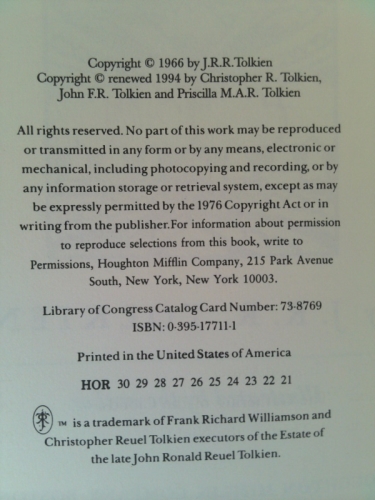 Copyright © 1966 by J.R.R.Tolkien
Copyright © renewed 1994 by Christopher R. Tolkien,
John F.R. Tolkien and Priscilla M.A.R. Tolkien
All rights reserved. No part of this work may be reproduced
or transmitted in any form or by any means, electronic or
mechanical, including photocopying and recording, or by
any information storage or retrieval system, except as may
be expressly permitted by the 1976 Copyright Act or in
writing from the publisher.For information about permission
to reproduce selections from this book, write to
Permissions, Houghton Mifflin Company, 215 Park Avenue
South, New York, New York 10003.
Library of Congress Catalog Card Number: 73-8769
ISBN: 0-395-17711-1
Printed in the United States of America
HOR 30 29 28 27 26 25 24 23 22 21
™ is a trademark of Frank Richard Williamson and
Christopher Reuel Tolkien executors of the Estate of
the late John Ronald Reuel Tolkien.